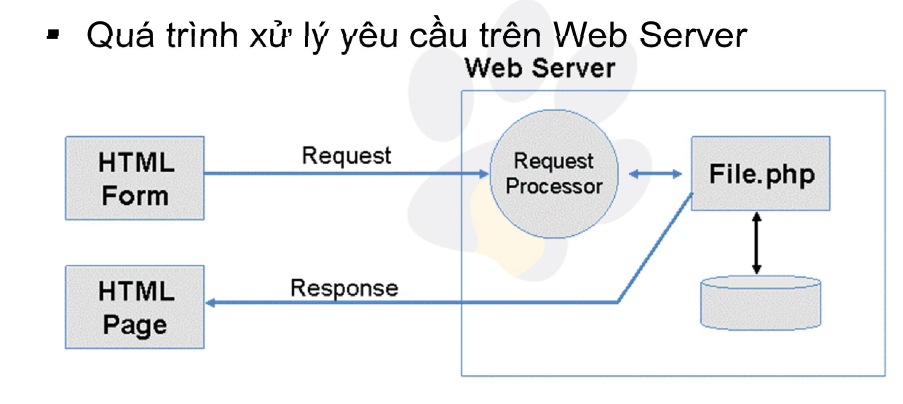 ▪ Quá trình xử lý yêu cầu trên Web Server
Web Server
HTML
Form
Request
Request
Processor
File.php
HTML
Page
Response